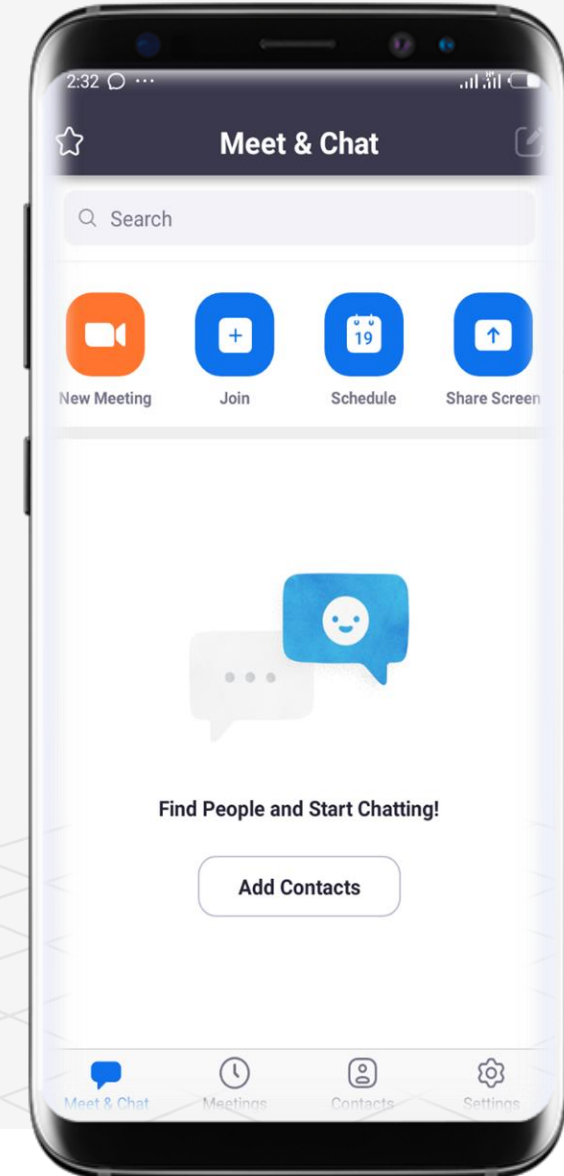 2:32
Meet & Chat
Search
19
New Meeting Join Schedule Share Screen
Find People and Start Chatting!
Add Contacts
Meet & Chat Meetings Contacts Settings